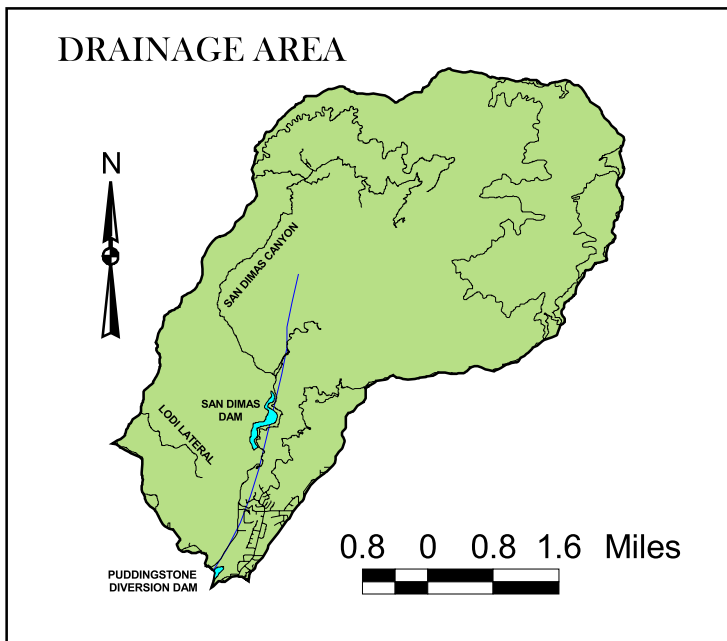 DRAINAGE AREA
N
SAN DIMAS CANYON
SAN DIMAS
DAM
LODI LATERAL
PUDDINGSTONE
DIVERSION DAM
0.8 0 0.8 1.6 Miles